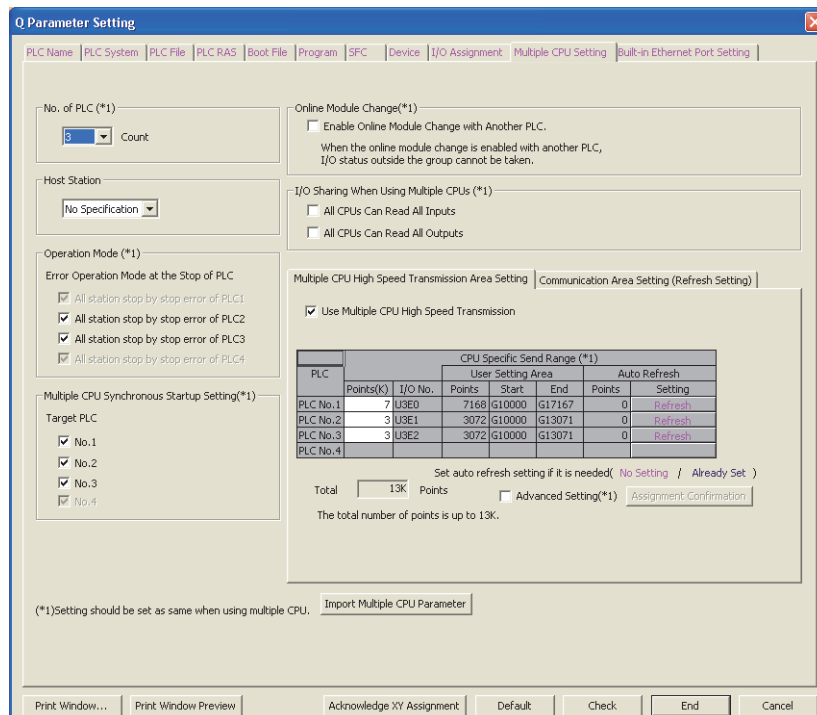 Q Parameter Setting
PLC Name PLC System PLC File PLC RAS Boot File Program SFC Device I/O Assignment Multiple CPU Setting Built-in Ethernet Port Setting
No. of PLC (*1)
3 Count
Host Station
No Specification
Operation Mode (*1)
Error Operation Mode at the Stop of PLC
All station stop by stop error of PLC1
All station stop by stop error of PLC2
All station stop by stop error of PLC3
All station stop by stop error of PLC4
Multiple CPU Synchronous Startup Setting(*1)
Target PLC
No.1
No.2
No.3
No.4
Online Module Change(*1)
Enable Online Module Change with Another PLC.
When the online module change is enabled with another PLC,
I/O status outside the group cannot be taken.
I/O Sharing When Using Multiple CPUs (*1)
All CPUs Can Read All Inputs
All CPUs Can Read All Outputs
Multiple CPU High Speed Transmission Area Setting Communication Area Setting (Refresh Setting)
Use Multiple CPU High Speed Transmission
CPU Specific Send Range (*1)
PLC User Setting Area Auto Refresh
Points(K) I/O No. Points Start End Points Setting
PLC No.1 7 U3E0 7168 G10000 G17167 0 Refresh
PLC No.2 3 U3E1 3072 G10000 G13071 0 Refresh
PLC No.3 3 U3E2 3072 G10000 G13071 0 Refresh
PLC No.4
Set auto refresh setting if it is needed( No Setting / Already Set )
Total 13K Points Advanced Setting(*1) Assignment Confirmation
The total number of points is up to 13K.
(*1)Setting should be set as same when using multiple CPU. Import Multiple CPU Parameter
Print Window... Print Window Preview Acknowledge XY Assignment Default Check End Cancel